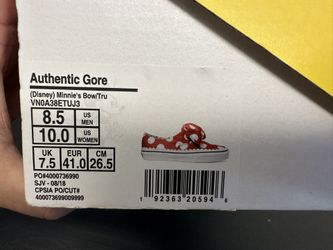 Authentic Gore
(Disney) Minnie's Bow/Tru
VN0A38ETUJ3
8.5 US MEN
10.0 US WOMEN
UK EUR CM
7.5 41.0 26.5
PO#4000736990
SJV - 08/18
CPSIA PO/CUT#
400073699009999
1 92363 20594 6